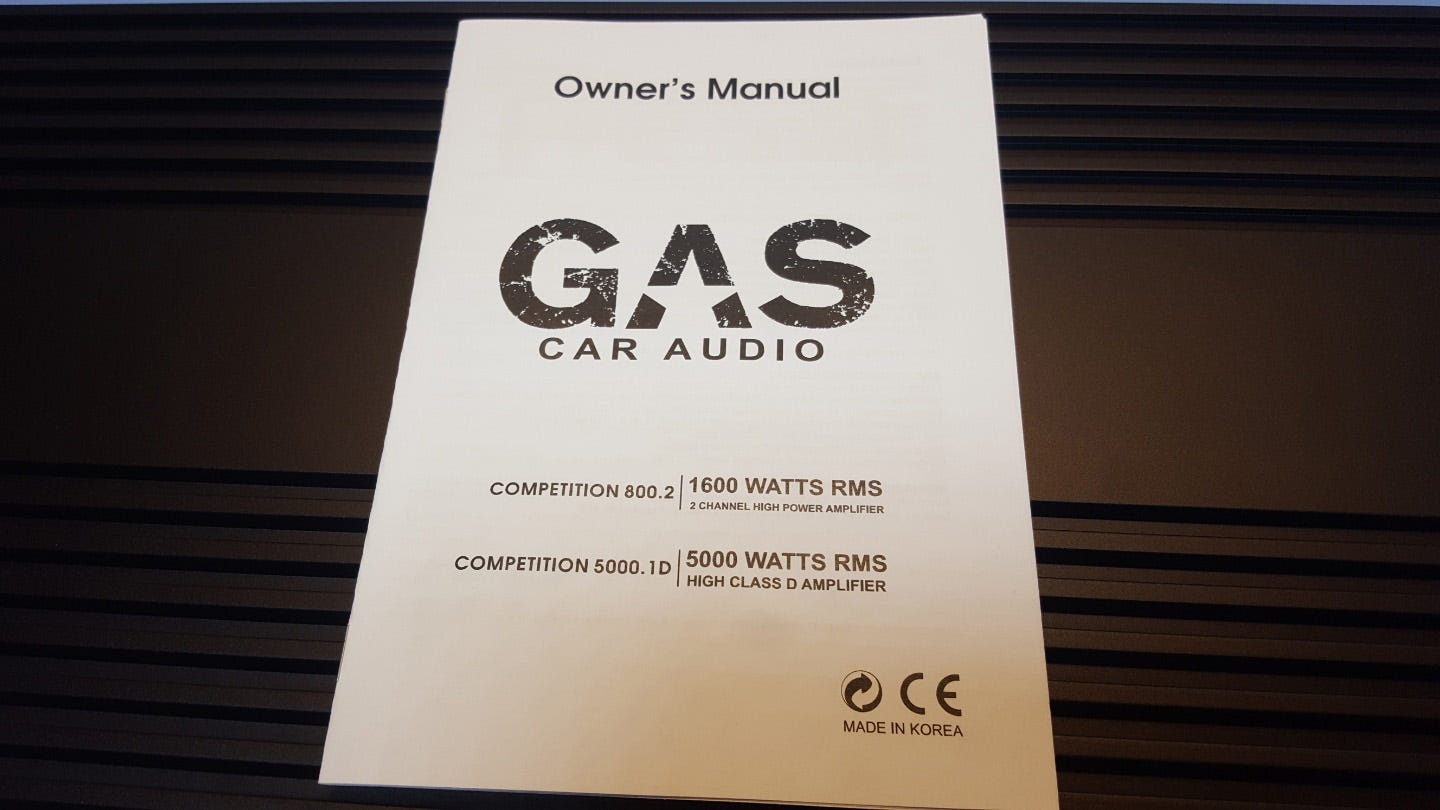 Owner's Manual
GAS
CAR AUDIO
COMPETITION 800.2 | 1600 WATTS RMS
2 CHANNEL HIGH POWER AMPLIFIER
COMPETITION 5000.1D | 5000 WATTS RMS
HIGH CLASS D AMPLIFIER
CE
MADE IN KOREA